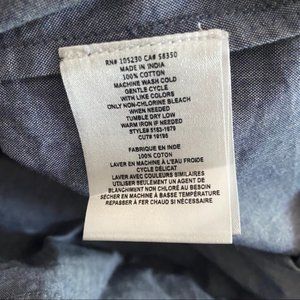 RN# 105230 CA# 58350
MADE IN INDIA
100% COTTON
MACHINE WASH COLD
GENTLE CYCLE
WITH LIKE COLORS
ONLY NON-CHLORINE BLEACH
WHEN NEEDED
TUMBLE DRY LOW
WARM IRON IF NEEDED
STYLE# 5183-1879
CUT# 19195
FABRIQUE EN INDE
100% COTON
LAVER EN MACHINE À L'EAU FROIDE
CYCLE DÉLICAT
LAVER AVEC COULEURS SIMILAIRES
UTILISER SEULEMENT UN AGENT DE
BLANCHIMENT NON CHLORÉ AU BESOIN
SÉCHER EN MACHINE À BASSE TEMPÉRATURE
REPASSER À FER CHAUD SI NÉCESSAIRE